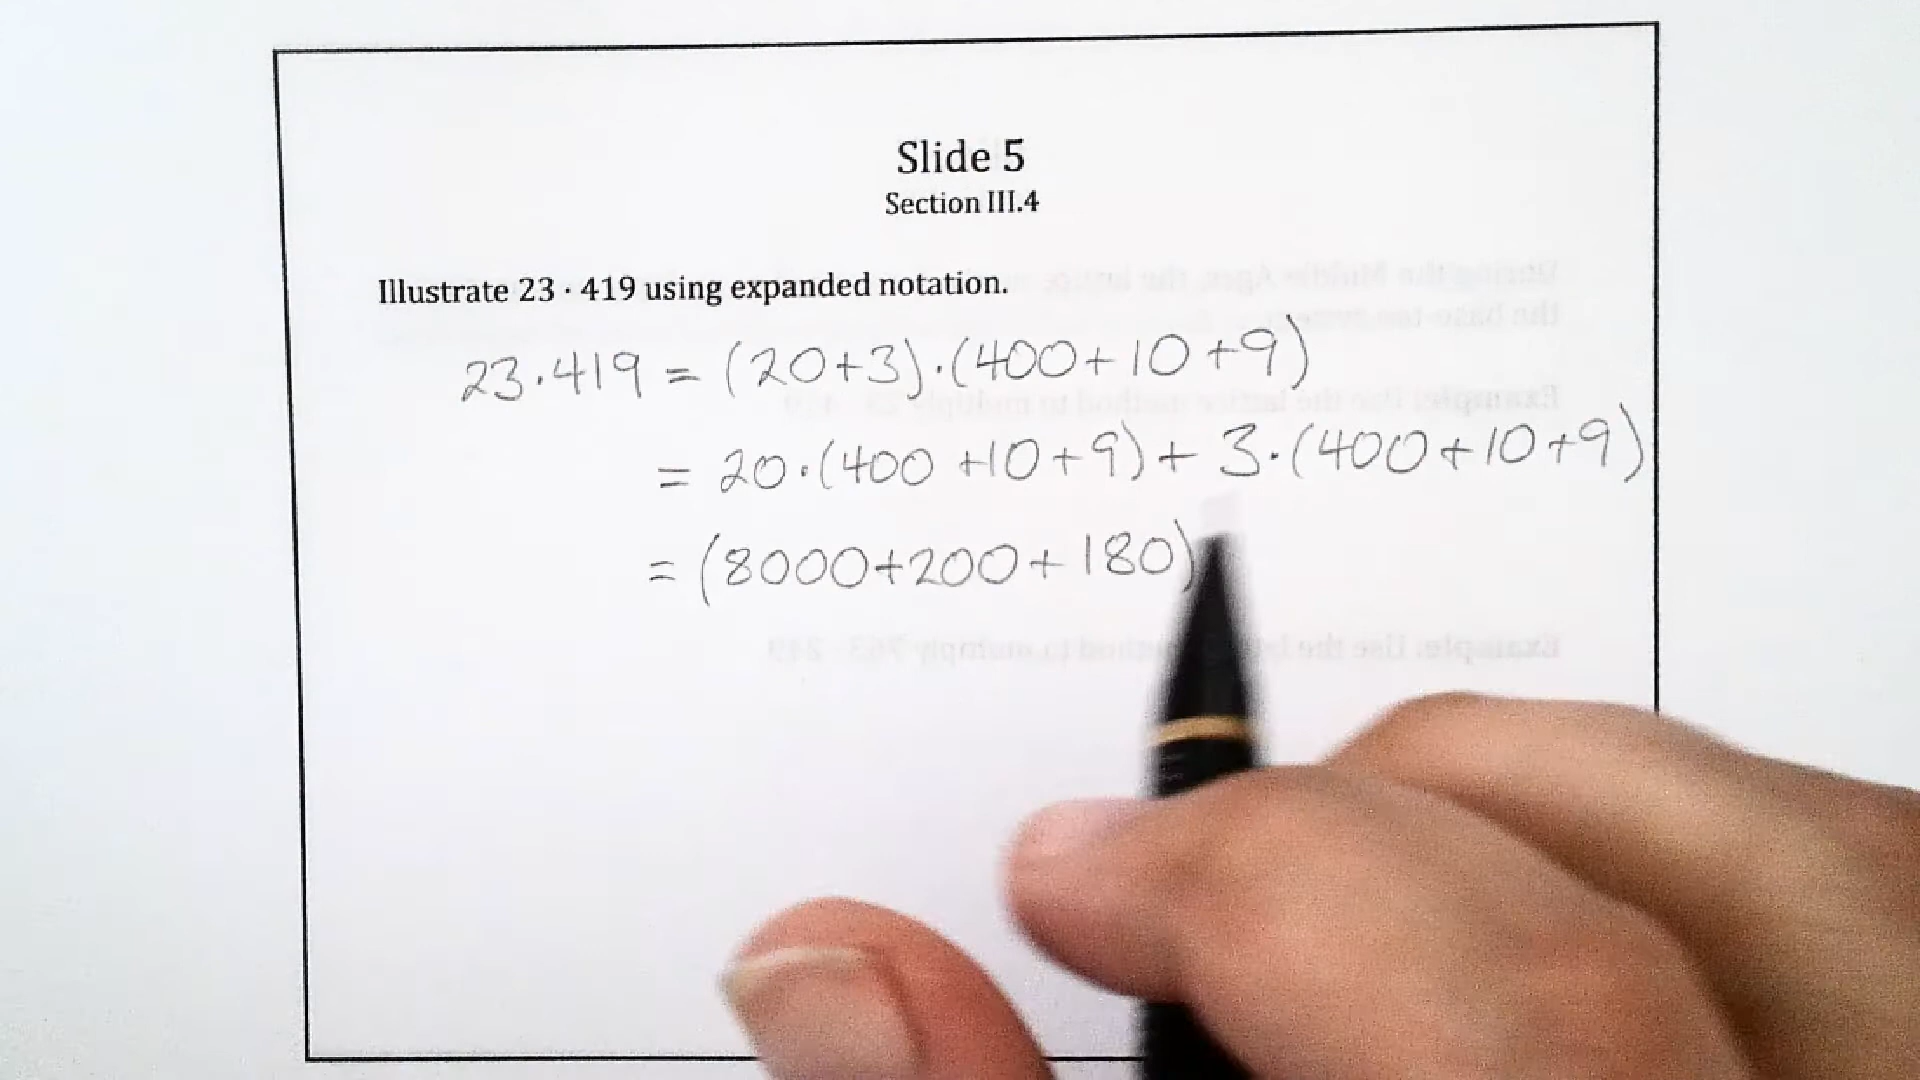 Slide 5
Section III.4
Illustrate 23 · 419 using expanded notation.
23·419 = (20+3)·(400+10+9)
= 20·(400+10+9)+3·(400+10+9)
= (8000+200+180)